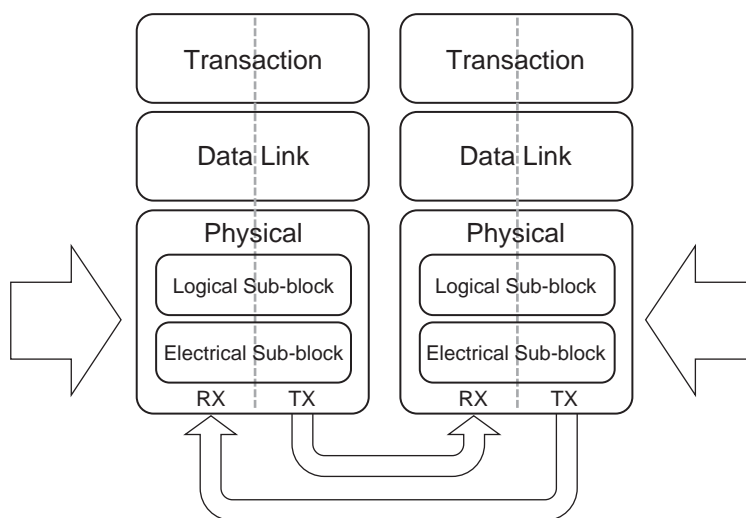 Transaction
Transaction
Data Link
Data Link
Physical
Physical
Logical Sub-block
Logical Sub-block
Electrical Sub-block
Electrical Sub-block
RX
TX
RX
TX